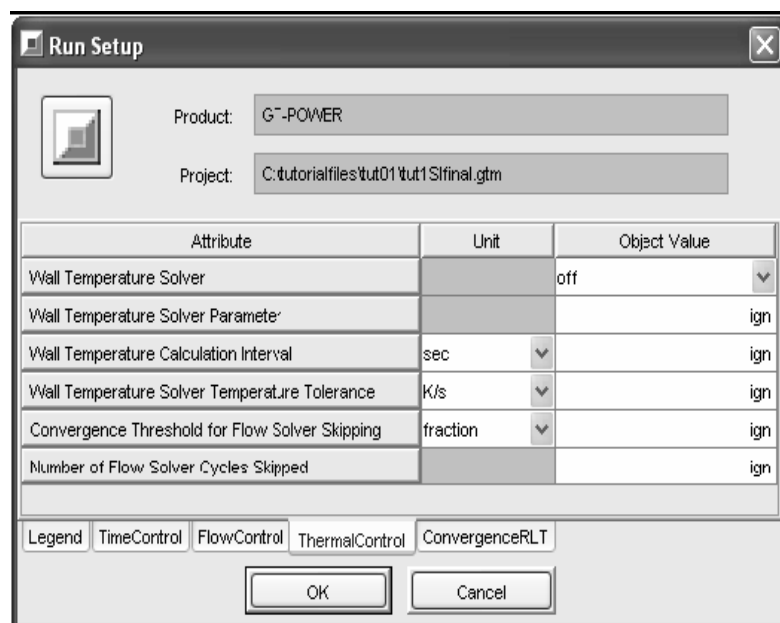 Run Setup
Product: GT-POWER
Project: C:\tutorialfiles\tut01\tut1SIfinal.gtm
Attribute Unit Object Value
Wall Temperature Solver off
Wall Temperature Solver Parameter ign
Wall Temperature Calculation Interval sec ign
Wall Temperature Solver Temperature Tolerance K/s ign
Convergence Threshold for Flow Solver Skipping fraction ign
Number of Flow Solver Cycles Skipped ign
Legend TimeControl FlowControl ThermalControl ConvergenceRLT
OK Cancel